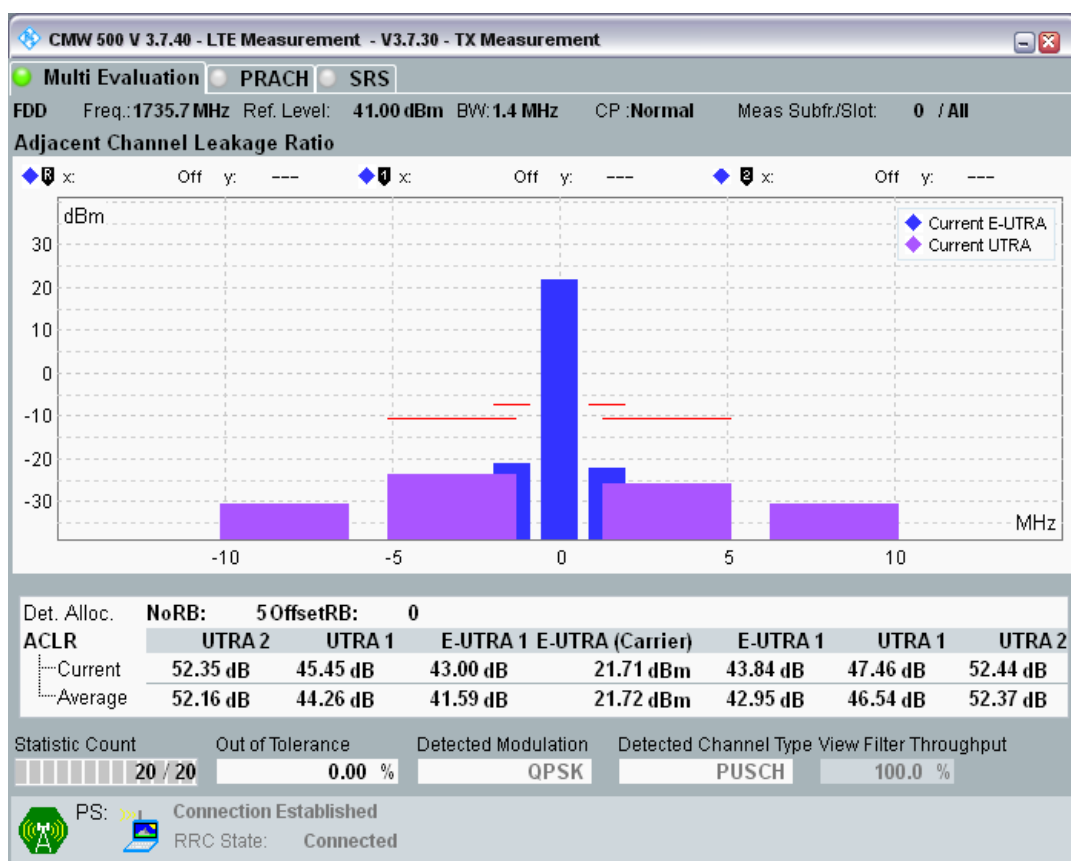 CMW 500 V 3.7.40 - LTE Measurement - V3.7.30 - TX Measurement
Multi Evaluation PRACH SRS
FDD Freq.: 1735.7 MHz Ref. Level: 41.00 dBm BW: 1.4 MHz CP :Normal Meas Subfr./Slot: 0 / All
Adjacent Channel Leakage Ratio
R x: Off y: --- 1 x: Off y: --- 2 x: Off y: ---
dBm
Current E-UTRA
Current UTRA
30
20
10
0
-10
-20
-30
MHz
-10 -5 0 5 10
Det. Alloc. NoRB: 5 OffsetRB: 0
ACLR UTRA 2 UTRA 1 E-UTRA 1 E-UTRA (Carrier) E-UTRA 1 UTRA 1 UTRA 2
Current 52.35 dB 45.45 dB 43.00 dB 21.71 dBm 43.84 dB 47.46 dB 52.44 dB
Average 52.16 dB 44.26 dB 41.59 dB 21.72 dBm 42.95 dB 46.54 dB 52.37 dB
Statistic Count Out of Tolerance Detected Modulation Detected Channel Type View Filter Throughput
20 / 20 0.00 % QPSK PUSCH 100.0 %
PS: Connection Established
RRC State: Connected